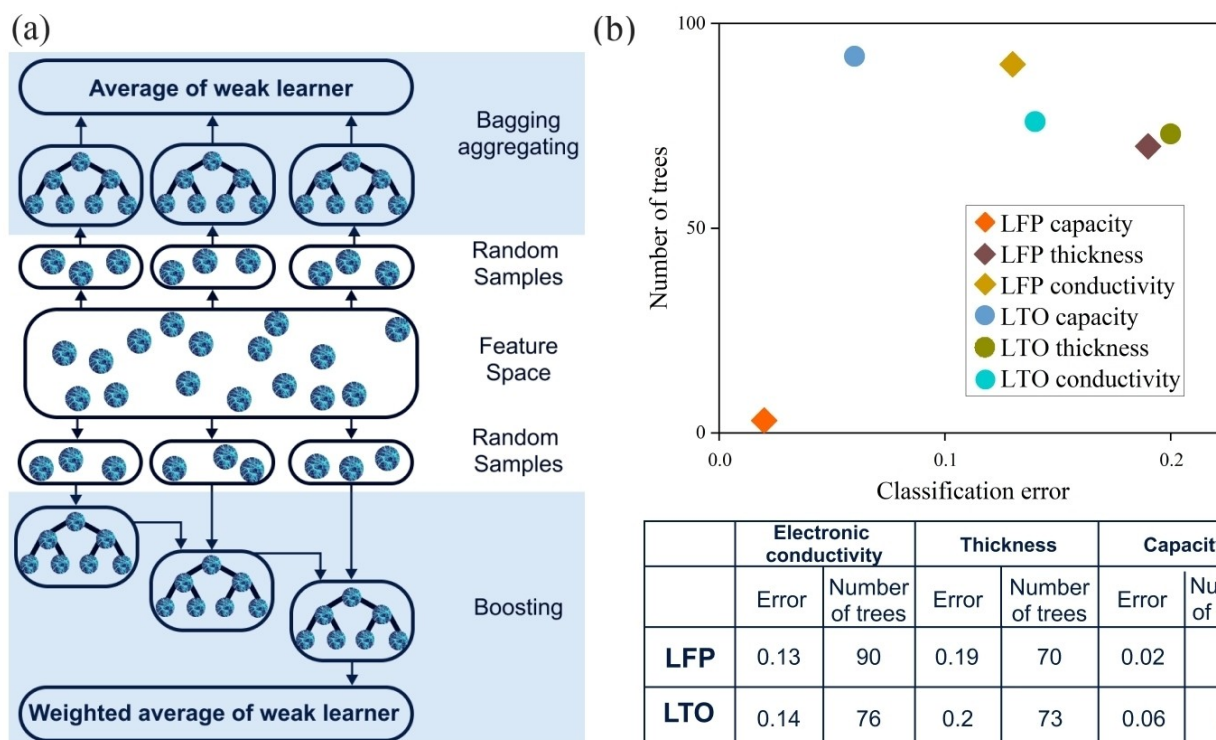 (a)
Average of weak learner
Bagging
aggregating
Random
Samples
Feature
Space
Random
Samples
Boosting
Weighted average of weak learner
(b)
100
50
0
Number of trees
0.0
0.1
0.2
Classification error
LFP capacity
LFP thickness
LFP conductivity
LTO capacity
LTO thickness
LTO conductivity
Electronic
conductivity
Thickness
Error
Number
of trees
Error
Number
of trees
Error
of
LFP
0.13
90
0.19
70
0.02
LTO
0.14
76
0.2
73
0.06